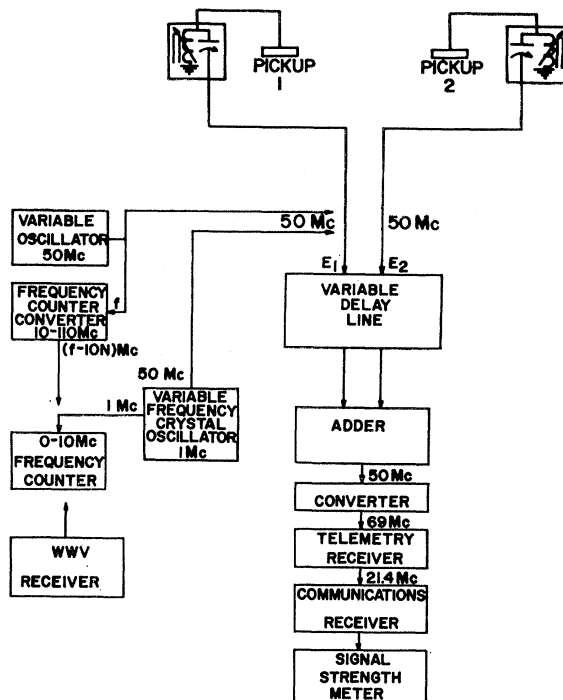 PICKUP
1
PICKUP
2
50 Mc
50 Mc
VARIABLE
OSCILLATOR
50Mc
E1 E2
VARIABLE
DELAY
LINE
f
FREQUENCY
COUNTER
CONVERTER
10-110Mc
(f-10N)Mc
50 Mc
1 Mc
VARIABLE
FREQUENCY
CRYSTAL
OSCILLATOR
1Mc
ADDER
0-10Mc
FREQUENCY
COUNTER
50Mc
CONVERTER
69Mc
TELEMETRY
RECEIVER
21.4Mc
WWV
RECEIVER
COMMUNICATIONS
RECEIVER
SIGNAL
STRENGTH
METER